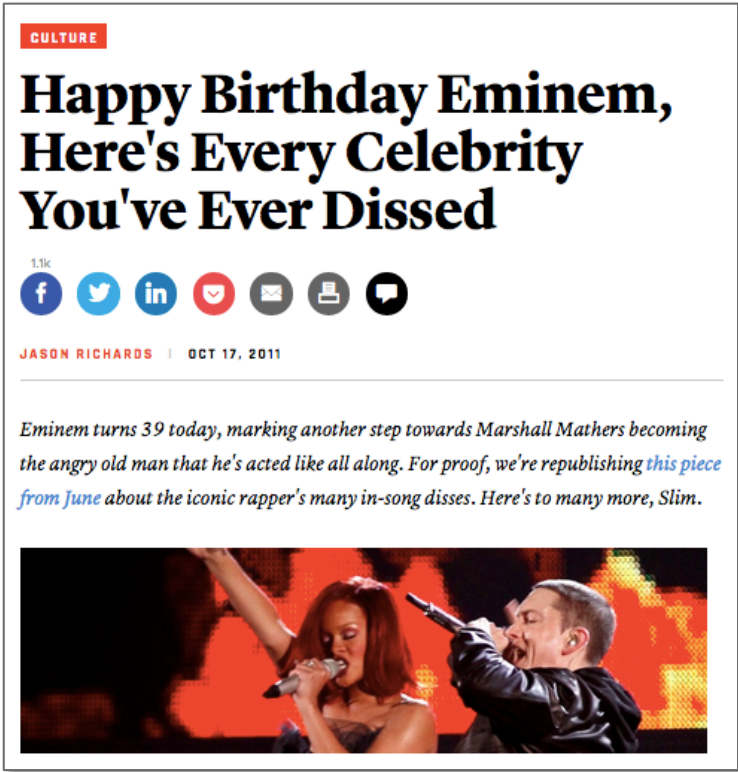 CULTURE
Happy Birthday Eminem,
Here's Every Celebrity
You've Ever Dissed
1.1k
JASON RICHARDS | OCT 17, 2011
Eminem turns 39 today, marking another step towards Marshall Mathers becoming
the angry old man that he's acted like all along. For proof, we're republishing this piece
from June about the iconic rapper's many in-song disses. Here's to many more, Slim.